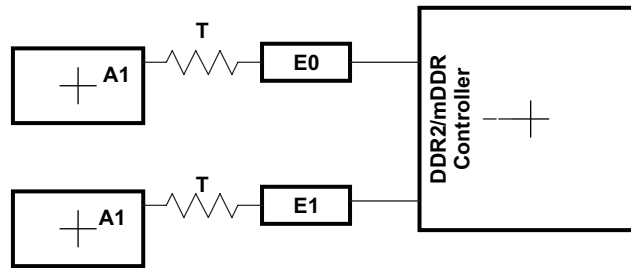 T
A1
E0
DDR2/mDDR
Controller
T
A1
E1